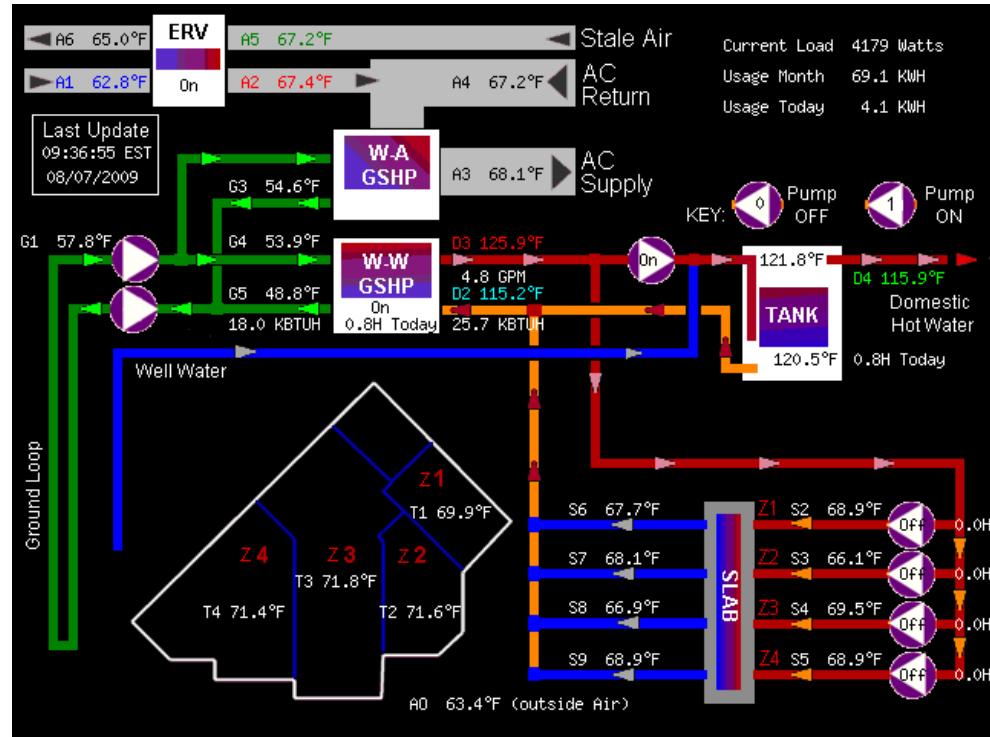 ERV
On
A6 65.0°F
A5 67.2°F
Stale Air
A1 62.8°F
A2 67.4°F
A4 67.2°F
AC
Return
Current Load 4179 Watts
Usage Month 69.1 KWH
Usage Today 4.1 KWH
Last Update
09:36:55 EST
08/07/2009
W-A
GSHP
A3 68.1°F
AC
Supply
G3 54.6°F
KEY:
0
Pump
OFF
1
Pump
ON
G1 57.8°F
G4 53.9°F
W-W
GSHP
On
0.8H Today
D3 125.9°F
4.8 GPM
D2 115.2°F
25.7 KBTUH
G5 48.8°F
18.0 KBTUH
On
121.8°F
TANK
120.5°F
D4 115.9°F
Domestic
Hot Water
0.8H Today
Well Water
Ground Loop
Z1
T1 69.9°F
Z4
Z3
Z2
T3 71.8°F
T4 71.4°F
T2 71.6°F
S6 67.7°F
Z1 S2 68.9°F
Off
0.0H
S7 68.1°F
Z2 S3 66.1°F
Off
0.0H
SLAB
S8 66.9°F
Z3 S4 69.5°F
Off
0.0H
S9 68.9°F
Z4 S5 68.9°F
Off
0.0H
A0 63.4°F (outside Air)